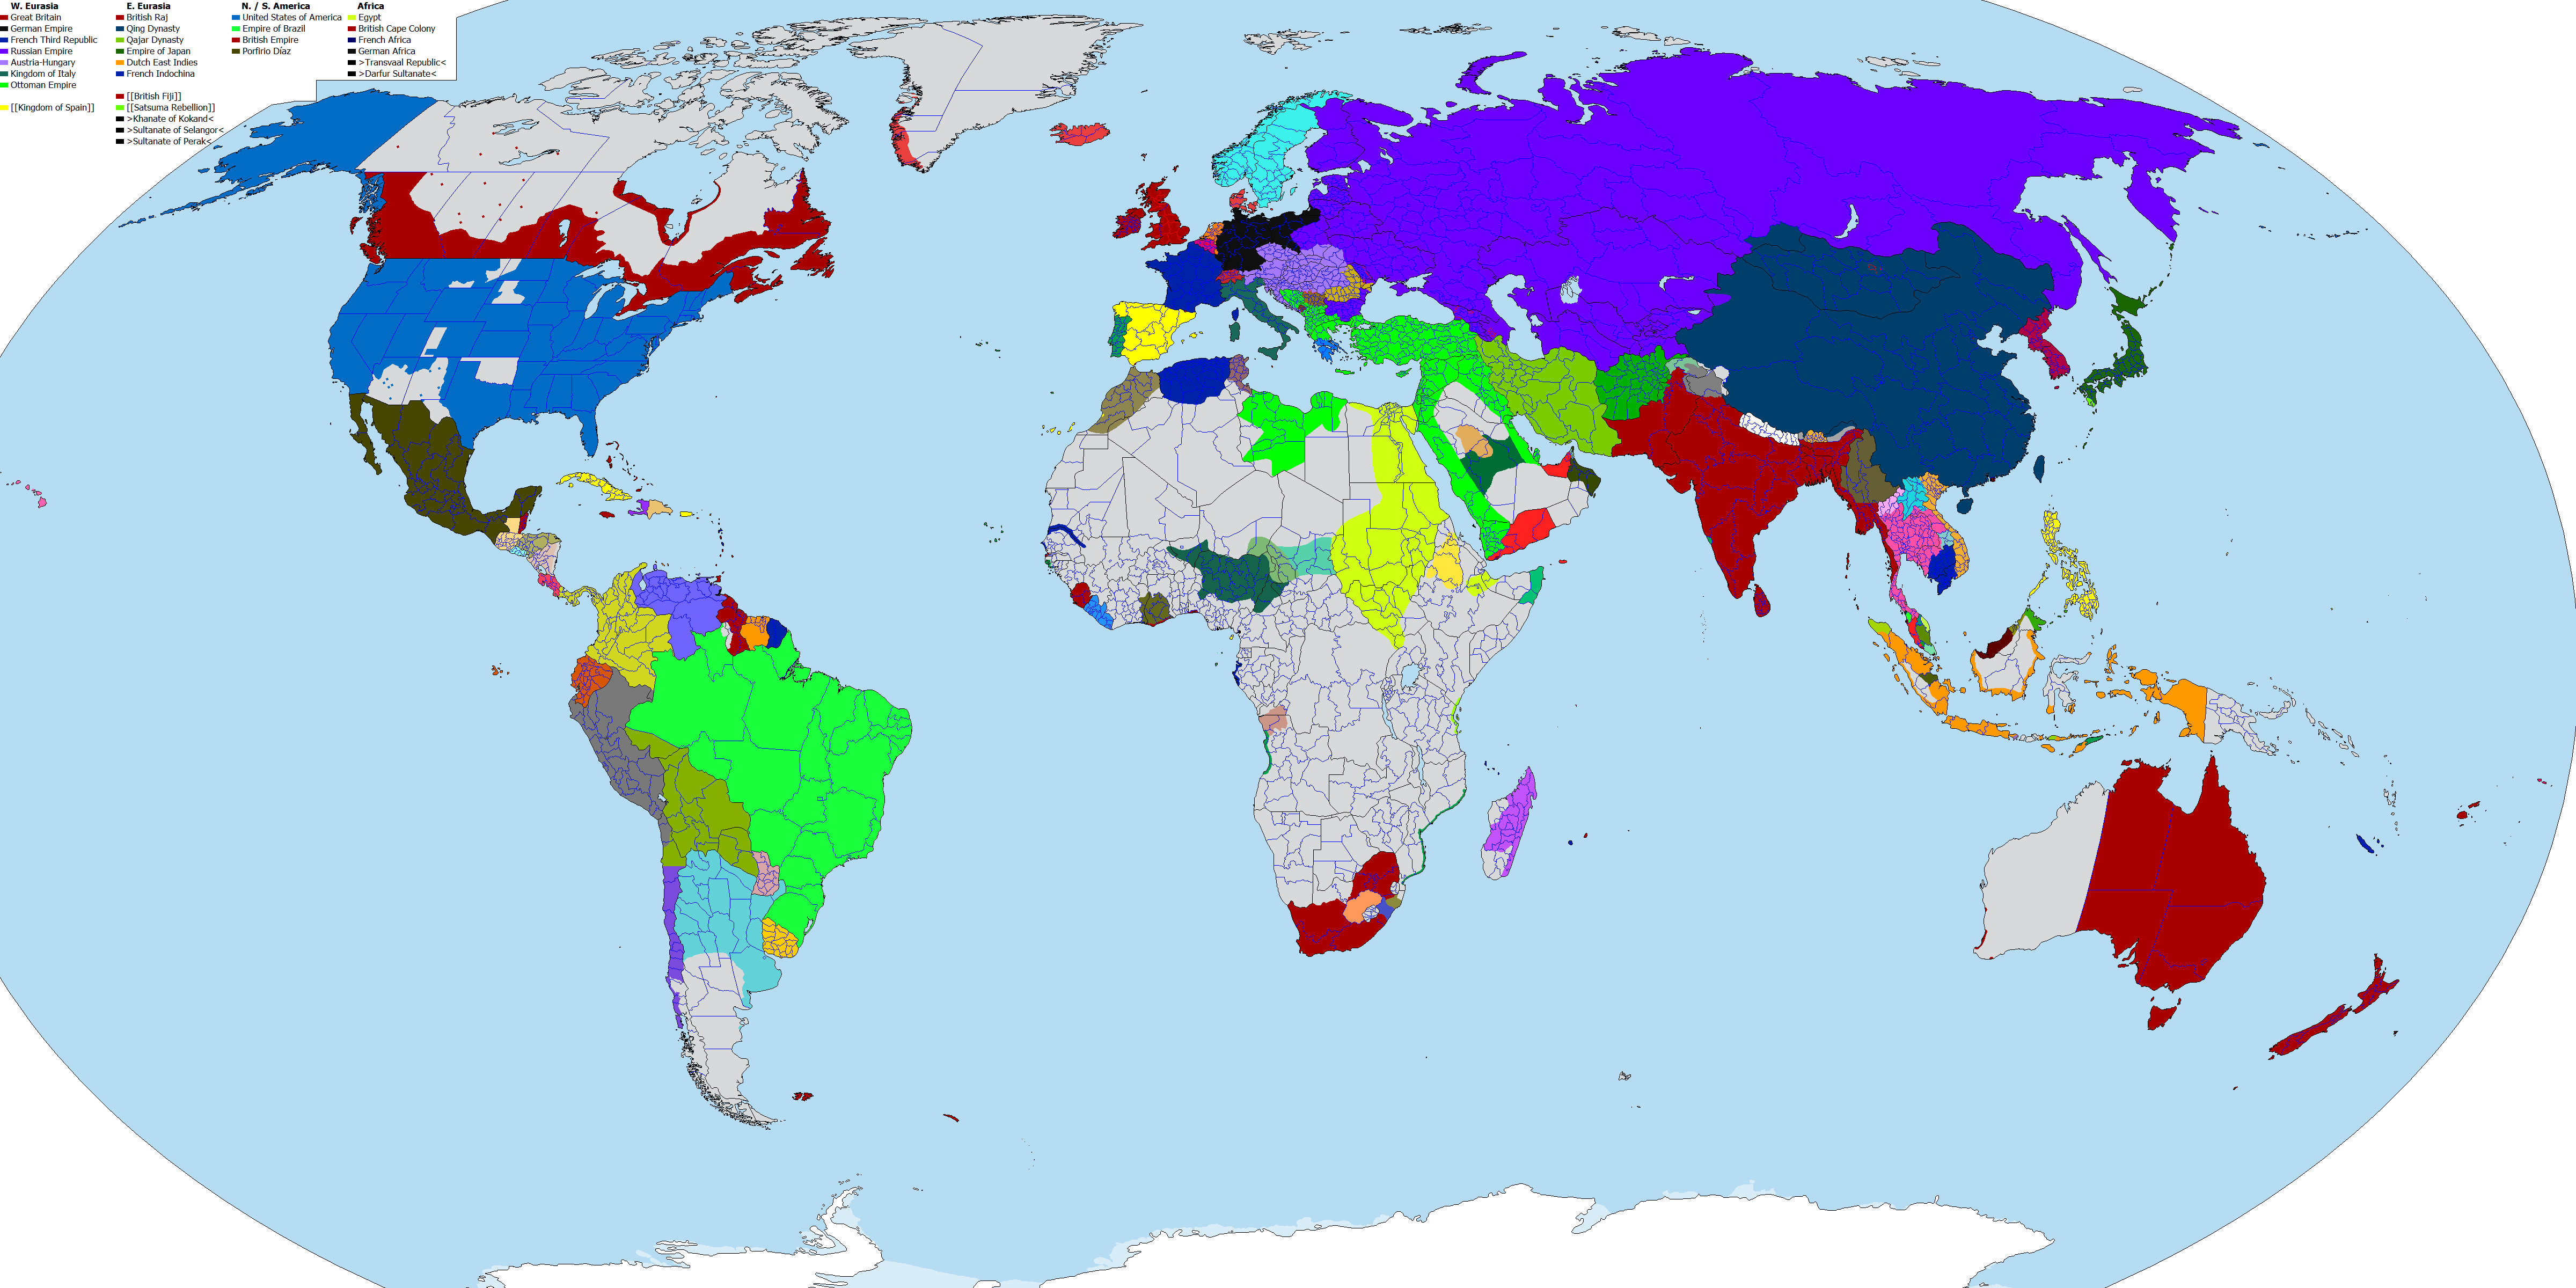 W. Eurasia
Great Britain
German Empire
French Third Republic
Russian Empire
Austria-Hungary
Kingdom of Italy
Ottoman Empire
[[Kingdom of Spain]]
E. Eurasia
British Raj
Qing Dynasty
Qajar Dynasty
Empire of Japan
Dutch East Indies
French Indochina
[[British Fiji]]
[[Satsuma Rebellion]]
>Khanate of Kokand<
>Sultanate of Selangor<
>Sultanate of Perak<
N. / S. America
United States of America
Empire of Brazil
British Empire
Porfirio Díaz
Africa
Egypt
British Cape Colony
French Africa
German Africa
>Transvaal Republic<
>Darfur Sultanate<